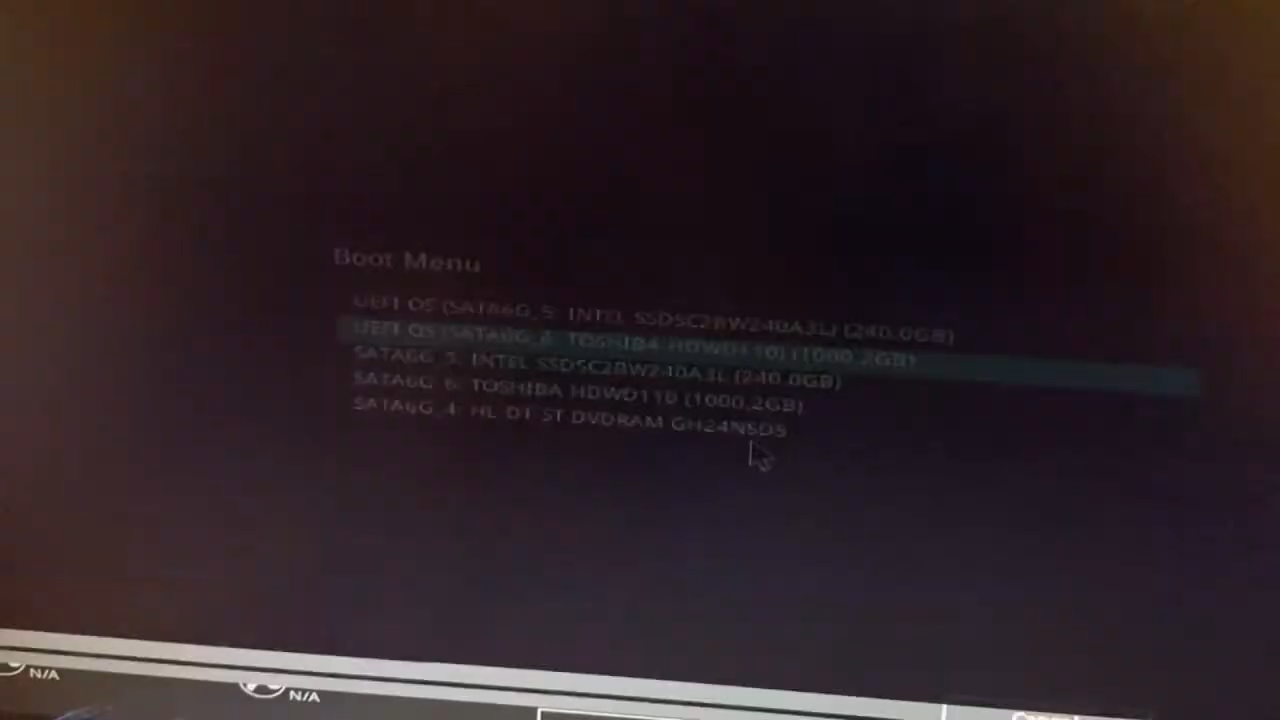 Boot Menu
UEFI OS (SATA6G_5: INTEL SSDSC2BW240A3L) (240.0GB)
UEFI OS (SATA6G_6: TOSHIBA HDWD110) (1000.2GB)
SATA6G_5: INTEL SSDSC2BW240A3L (240.0GB)
SATA6G_6: TOSHIBA HDWD110 (1000.2GB)
SATA6G_4: HL DT ST DVDRAM GH24NSD5
N/A
N/A